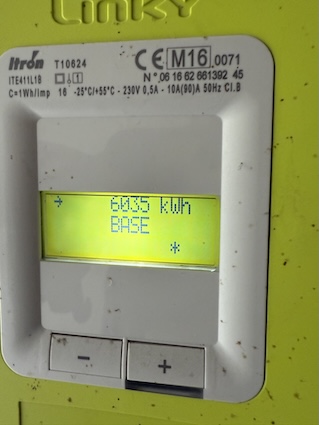 Linky
Itron T10624 CE M16 0071
ITE411L1B N°.06 16 62 661392 45
C=1Wh/imp 16 -25°C/+55°C - 230V 0,5A - 10A(90)A 50Hz Cl.B
→ 6035 kWh
BASE
*
- +